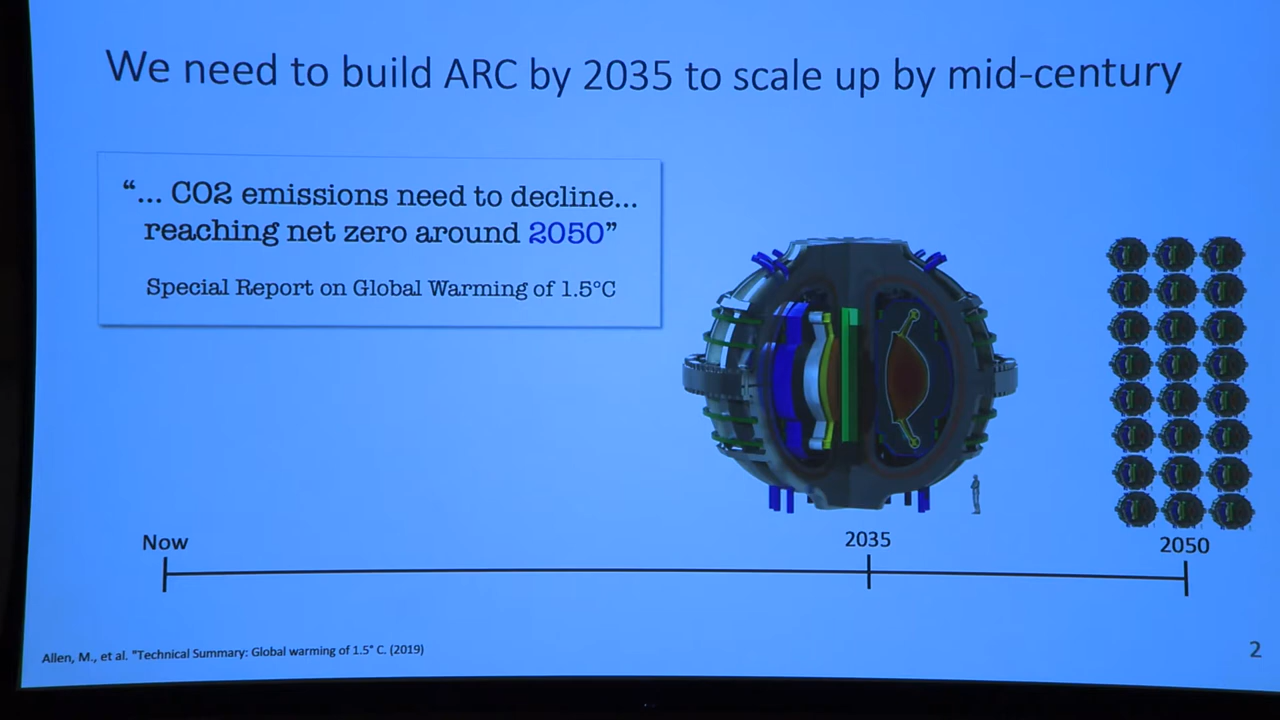 We need to build ARC by 2035 to scale up by mid-century
“... CO2 emissions need to decline...
reaching net zero around 2050”
Special Report on Global Warming of 1.5°C
Now
2035
2050
Allen, M., et al. "Technical Summary: Global warming of 1.5° C. (2019)
2